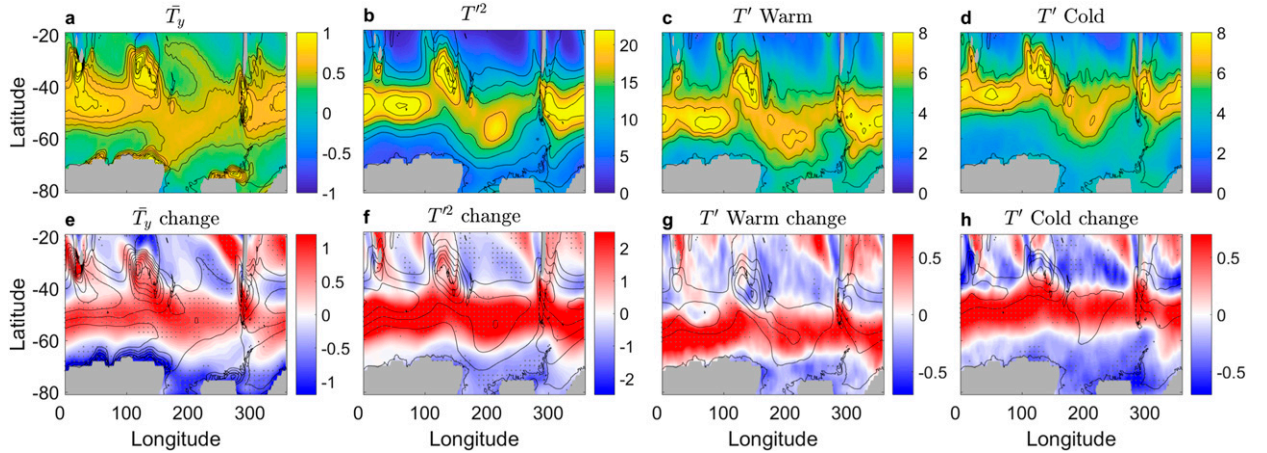 a T̄_y
b T′²
c T′ Warm
d T′ Cold
-20 1 8 8
20
-40 0.5 6 6
15
0 4 4
10
-60 -0.5 5 2 2
-80 -1 0 0 0
Latitude
e T̄_y change
f T′² change
g T′ Warm change
h T′ Cold change
-20
1 2 0.5 0.5
-40 0.5 1
0 0 0 0
-60 -0.5 -1
-1 -2 -0.5 -0.5
-80
Latitude
0 100 200 300 0 100 200 300 0 100 200 300 0 100 200 300
Longitude Longitude Longitude Longitude